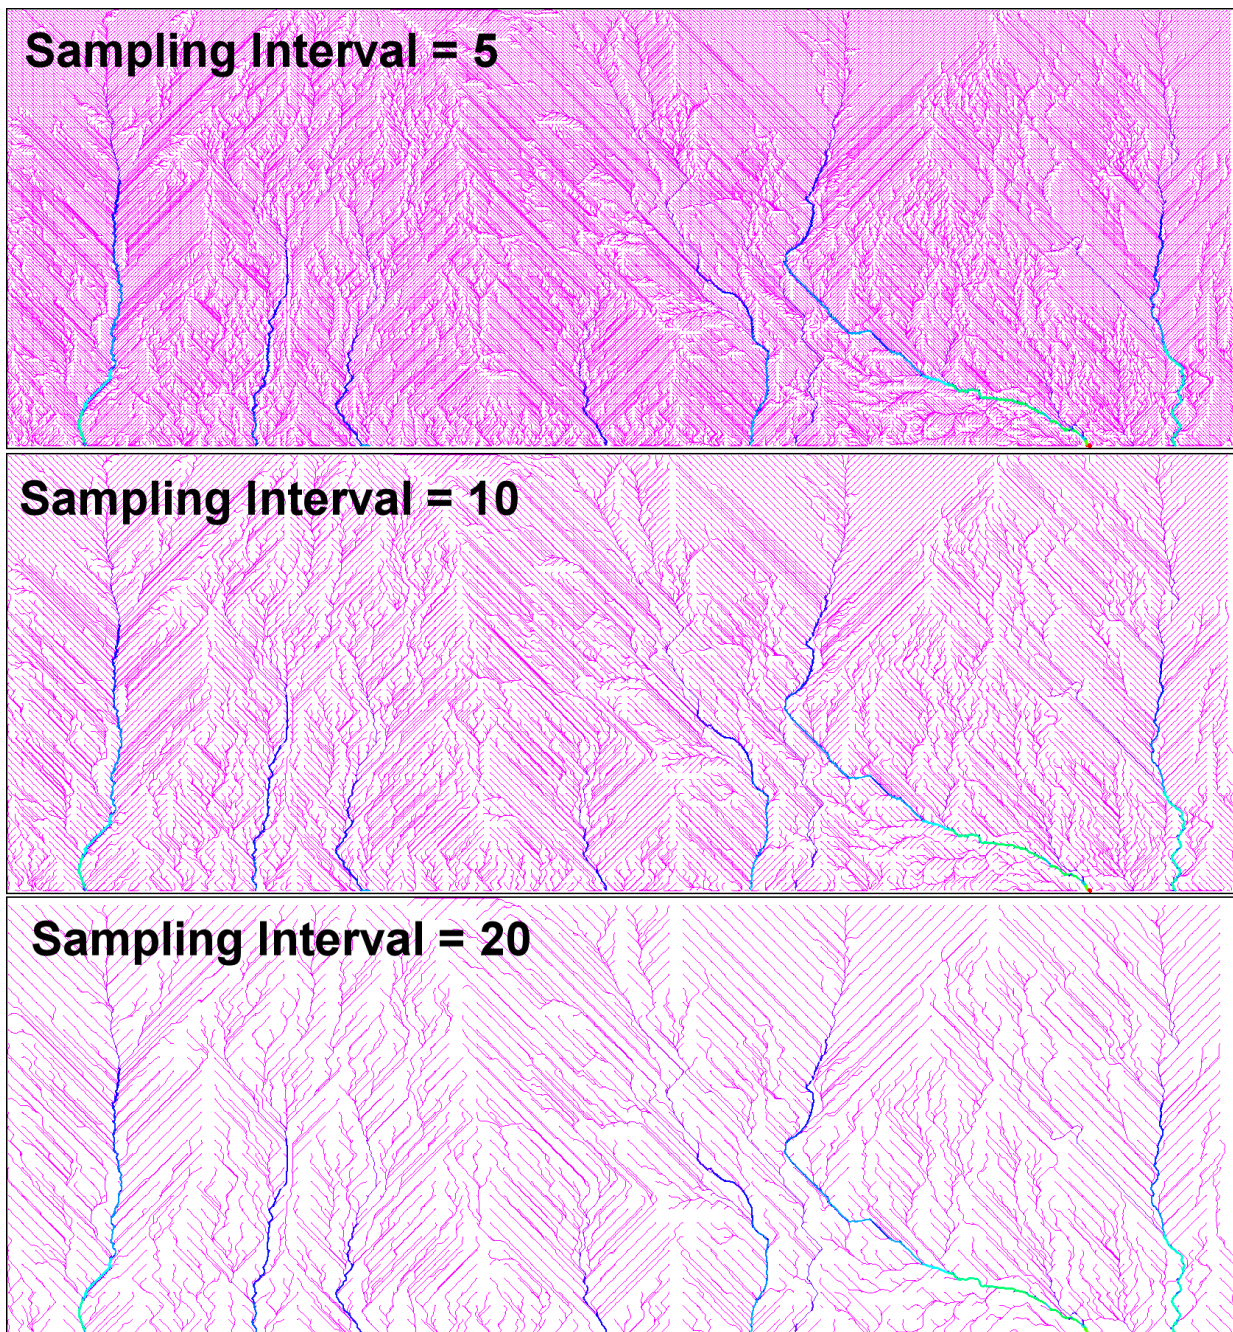 Sampling Interval = 5
Sampling Interval = 10
Sampling Interval = 20